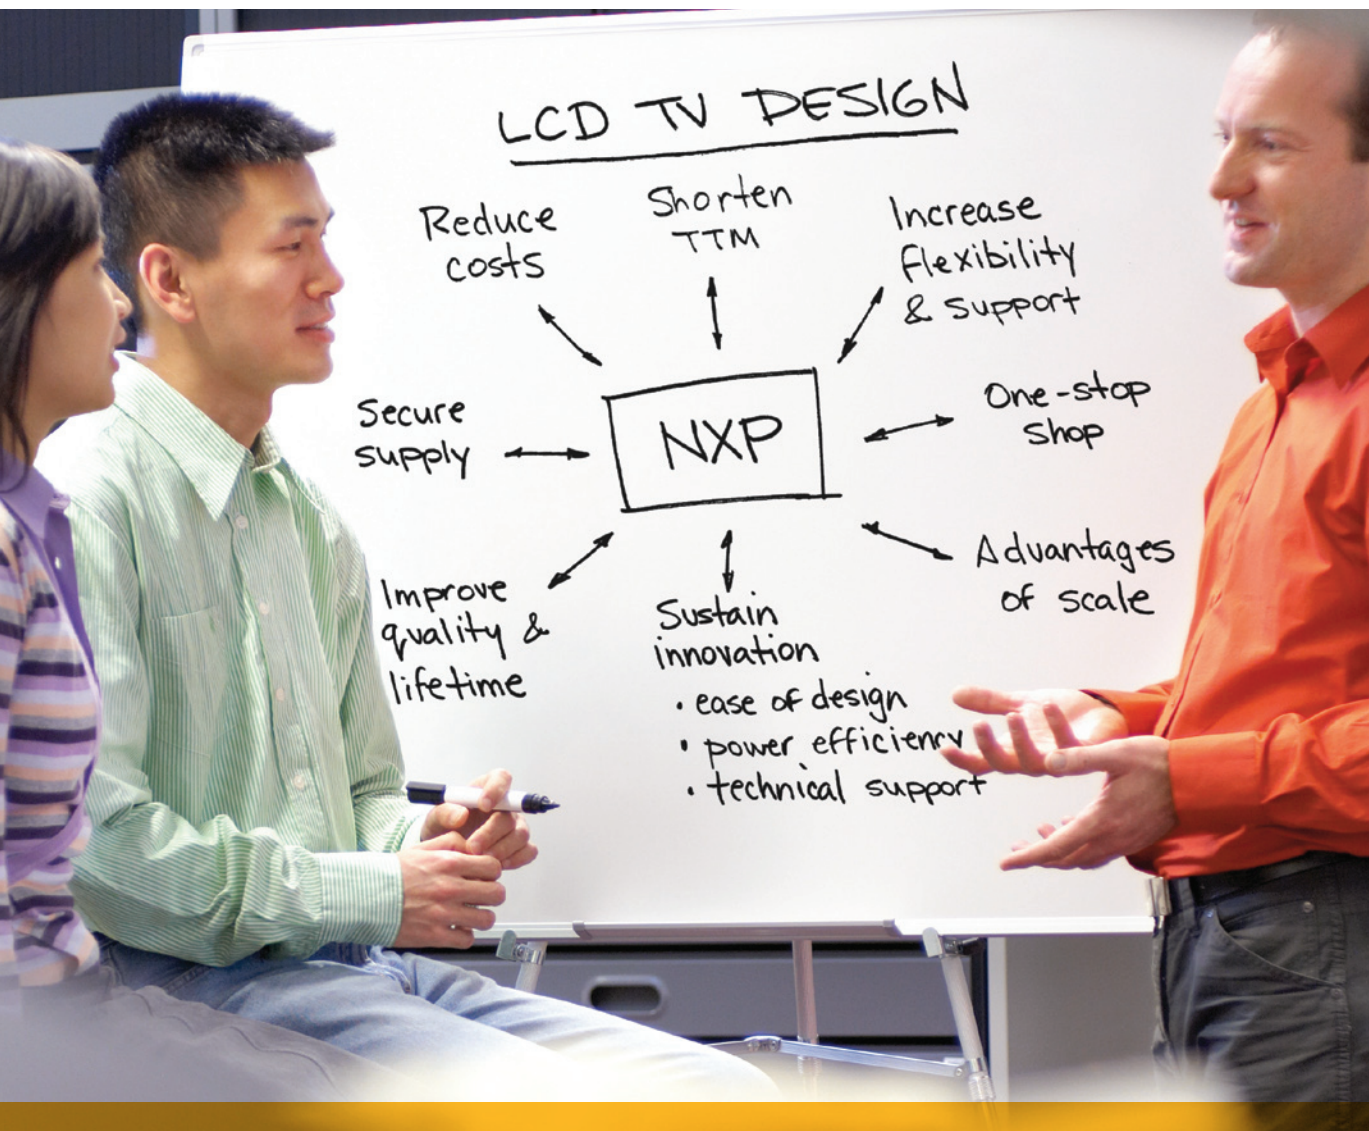 LCD TV DESIGN
Reduce
costs
Shorten
TTM
Increase
flexibility
& support
Secure
supply
NXP
One-stop
Shop
Improve
quality &
lifetime
Sustain
innovation
• ease of design
• power efficiency
• technical support
Advantages
of scale